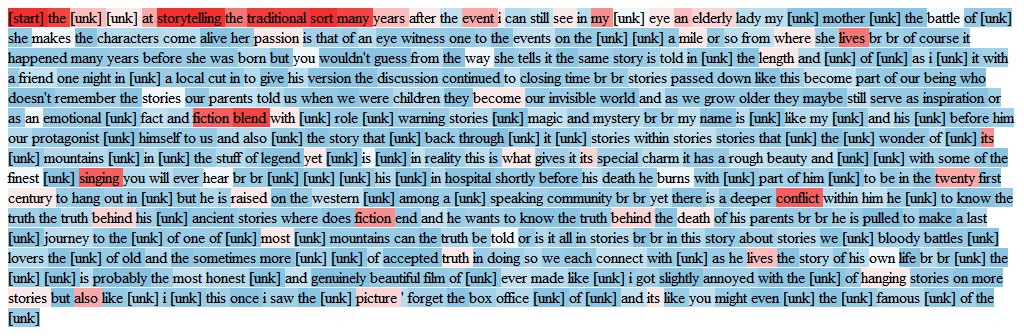 [start] the [unk] [unk] at storytelling the traditional sort many years after the event i can still see in my [unk] eye an elderly lady my [unk] mother [unk] the battle of [unk]
she makes the characters come alive her passion is that of an eye witness one to the events on the [unk] [unk] a mile or so from where she lives br br of course it
happened many years before she was born but you wouldn't guess from the way she tells it the same story is told in [unk] the length and [unk] of [unk] as i [unk] it with
a friend one night in [unk] a local cut in to give his version the discussion continued to closing time br br stories passed down like this become part of our being who
doesn't remember the stories our parents told us when we were children they become our invisible world and as we grow older they maybe still serve as inspiration or
as an emotional [unk] fact and fiction blend with [unk] role [unk] warning stories [unk] magic and mystery br br my name is [unk] like my [unk] and his [unk] before him
our protagonist [unk] himself to us and also [unk] the story that [unk] back through [unk] it [unk] stories within stories stories that [unk] the [unk] wonder of [unk] its
[unk] mountains [unk] in [unk] the stuff of legend yet [unk] is [unk] in reality this is what gives it its special charm it has a rough beauty and [unk] [unk] with some of the
finest [unk] singing you will ever hear br br [unk] [unk] [unk] his [unk] in hospital shortly before his death he burns with [unk] part of him [unk] to be in the twenty first
century to hang out in [unk] but he is raised on the western [unk] among a [unk] speaking community br br yet there is a deeper conflict within him he [unk] to know the
truth the truth behind his [unk] ancient stories where does fiction end and he wants to know the truth behind the death of his parents br br he is pulled to make a last
[unk] journey to the [unk] of one of [unk] most [unk] mountains can the truth be told or is it all in stories br br in this story about stories we [unk] bloody battles [unk]
lovers the [unk] of old and the sometimes more [unk] [unk] of accepted truth in doing so we each connect with [unk] as he lives the story of his own life br br [unk] the
[unk] [unk] is probably the most honest [unk] and genuinely beautiful film of [unk] ever made like [unk] i got slightly annoyed with the [unk] of hanging stories on more
stories but also like [unk] i [unk] this once i saw the [unk] picture ' forget the box office [unk] of [unk] and its like you might even [unk] the [unk] famous [unk] of the
[unk]